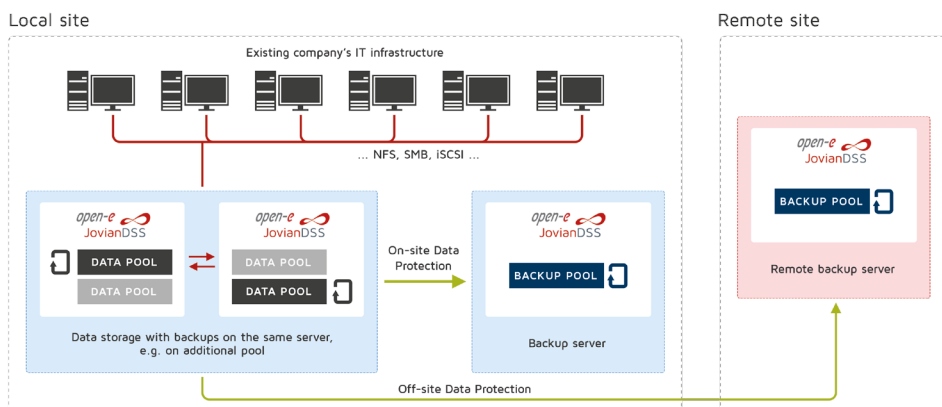 Local site
Remote site
Existing company's IT infrastructure
... NFS, SMB, iSCSI ...
open-e
JovianDSS
DATA POOL
DATA POOL
open-e
JovianDSS
DATA POOL
DATA POOL
Data storage with backups on the same server,
e.g. on additional pool
On-site Data
Protection
open-e
JovianDSS
BACKUP POOL
Backup server
open-e
JovianDSS
BACKUP POOL
Remote backup server
Off-site Data Protection